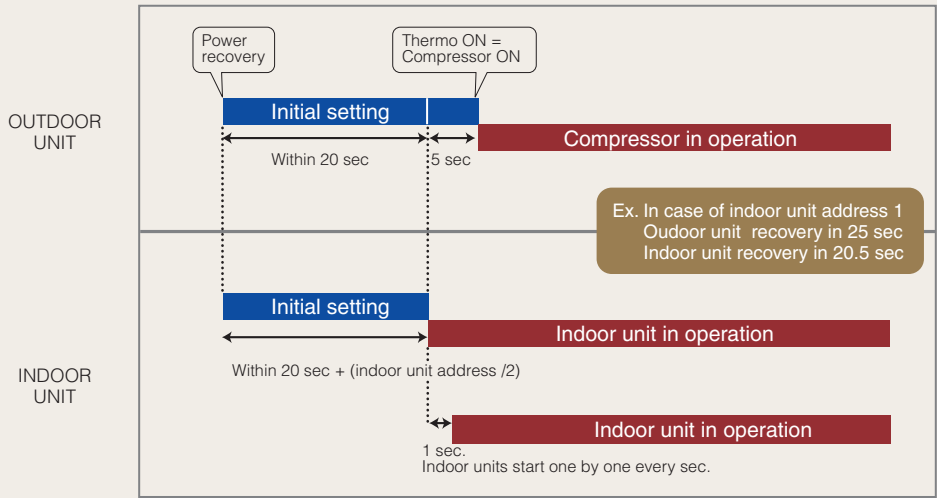 Power
recovery
Thermo ON =
Compressor ON
OUTDOOR
UNIT
Initial setting
Compressor in operation
Within 20 sec
5 sec
Ex. In case of indoor unit address 1
Oudoor unit recovery in 25 sec
Indoor unit recovery in 20.5 sec
INDOOR
UNIT
Initial setting
Indoor unit in operation
Within 20 sec + (indoor unit address /2)
Indoor unit in operation
1 sec.
Indoor units start one by one every sec.